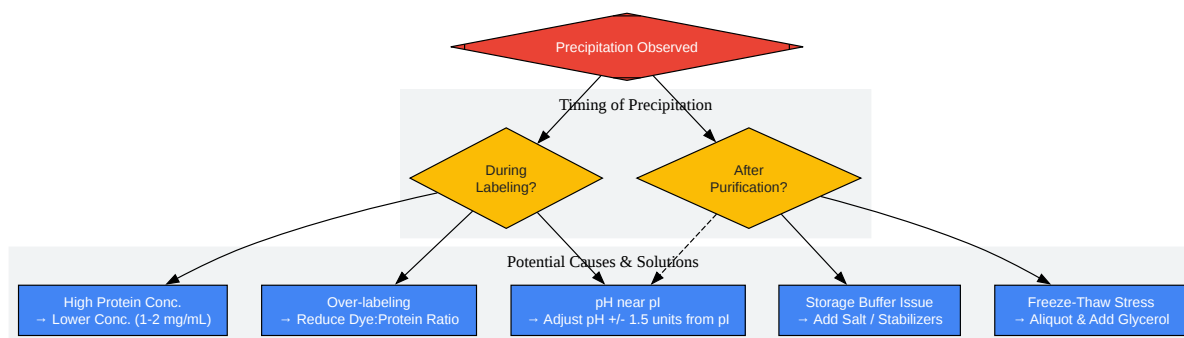 Precipitation Observed
Timing of Precipitation
During
Labeling?
After
Purification?
Potential Causes & Solutions
High Protein Conc.
→ Lower Conc. (1-2 mg/mL)
Over-labeling
→ Reduce Dye:Protein Ratio
pH near pI
→ Adjust pH +/- 1.5 units from pI
Storage Buffer Issue
→ Add Salt / Stabilizers
Freeze-Thaw Stress
→ Aliquot & Add Glycerol